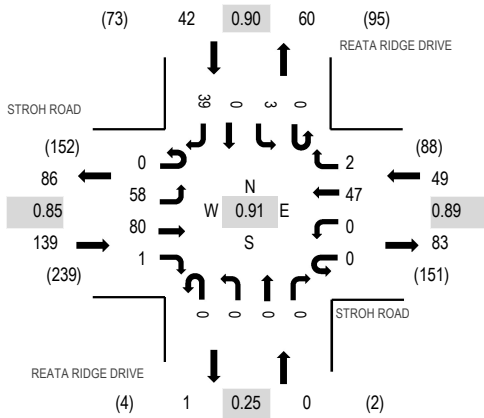 (73) 42 0.90 60 (95)
REATA RIDGE DRIVE
39 0 3 0
STROH ROAD
(152) (88)
0 2
86 49
58 N 47
0.85 W 0.91 E 0.89
80 S 0
139 83
1 0
(239) (151)
0 0 0 0
STROH ROAD
REATA RIDGE DRIVE
(4) 1 0.25 0 (2)